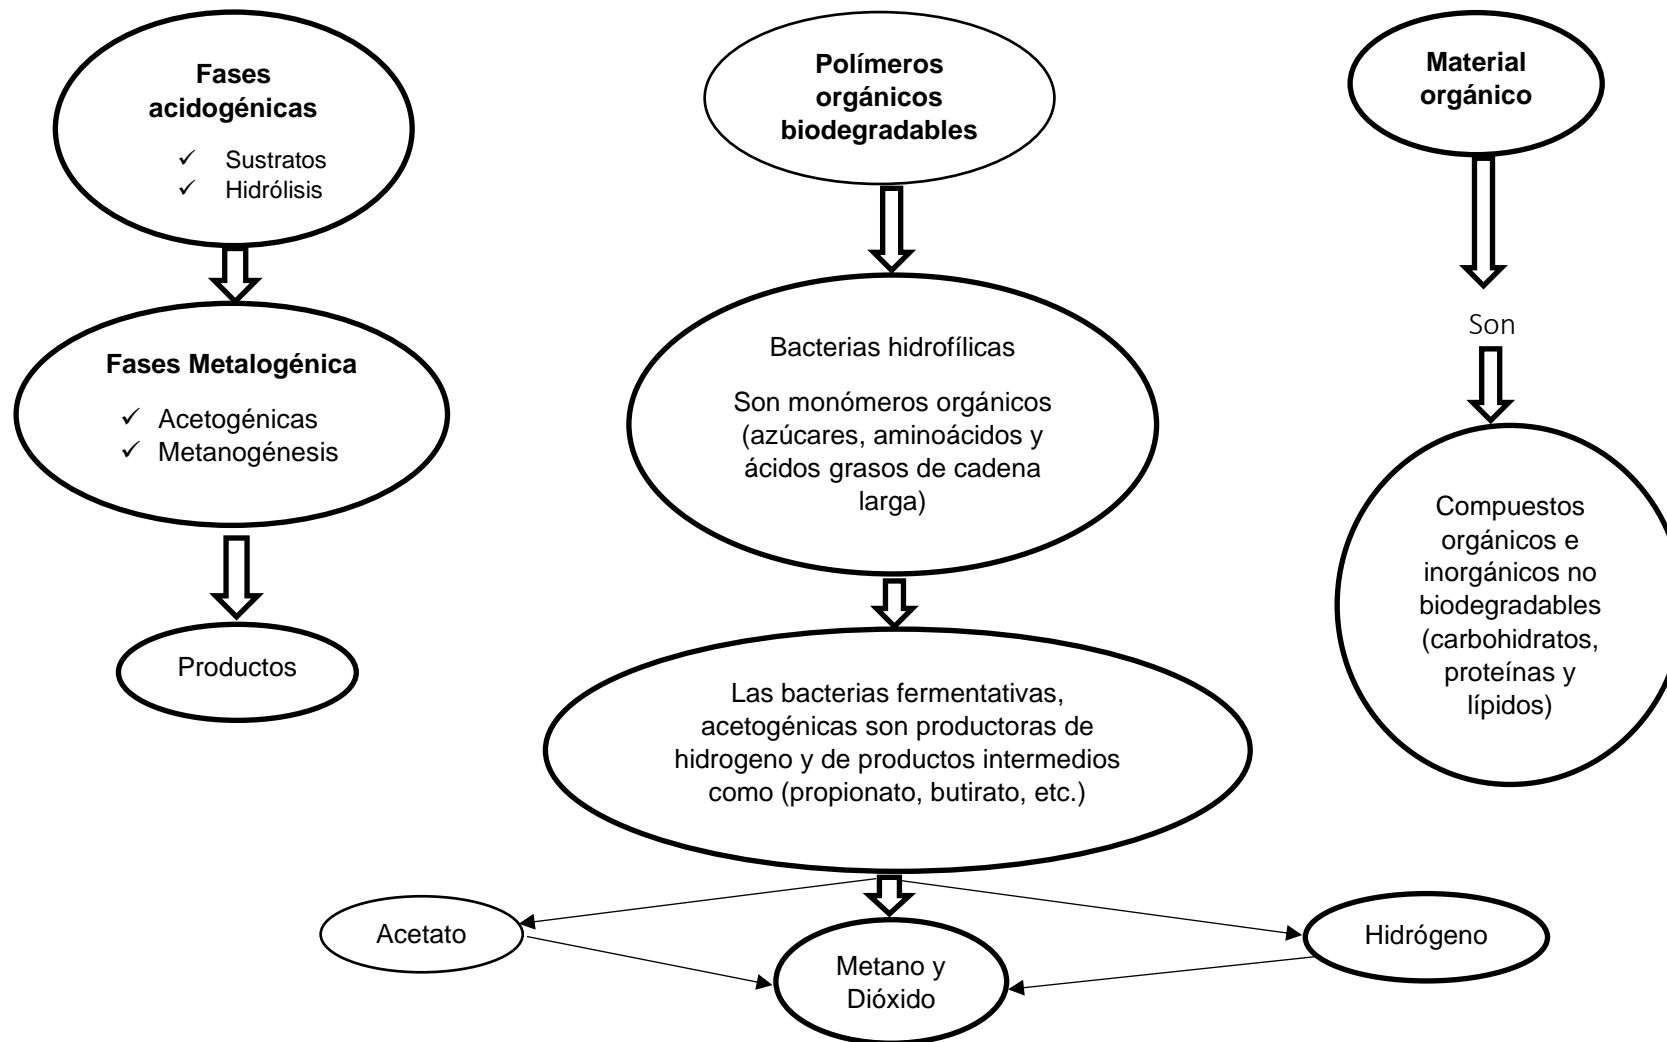 Fases
acidogénicas
✓ Sustratos
✓ Hidrólisis
Fases Metalogénica
✓ Acetogénicas
✓ Metanogénesis
Productos
Polímeros
orgánicos
biodegradables
Bacterias hidrofílicas
Son monómeros orgánicos
(azúcares, aminoácidos y
ácidos grasos de cadena
larga)
Las bacterias fermentativas,
acetogénicas son productoras de
hidrogeno y de productos intermedios
como (propionato, butirato, etc.)
Acetato
Metano y
Dióxido
Hidrógeno
Material
orgánico
Son
Compuestos
orgánicos e
inorgánicos no
biodegradables
(carbohidratos,
proteínas y
lípidos)